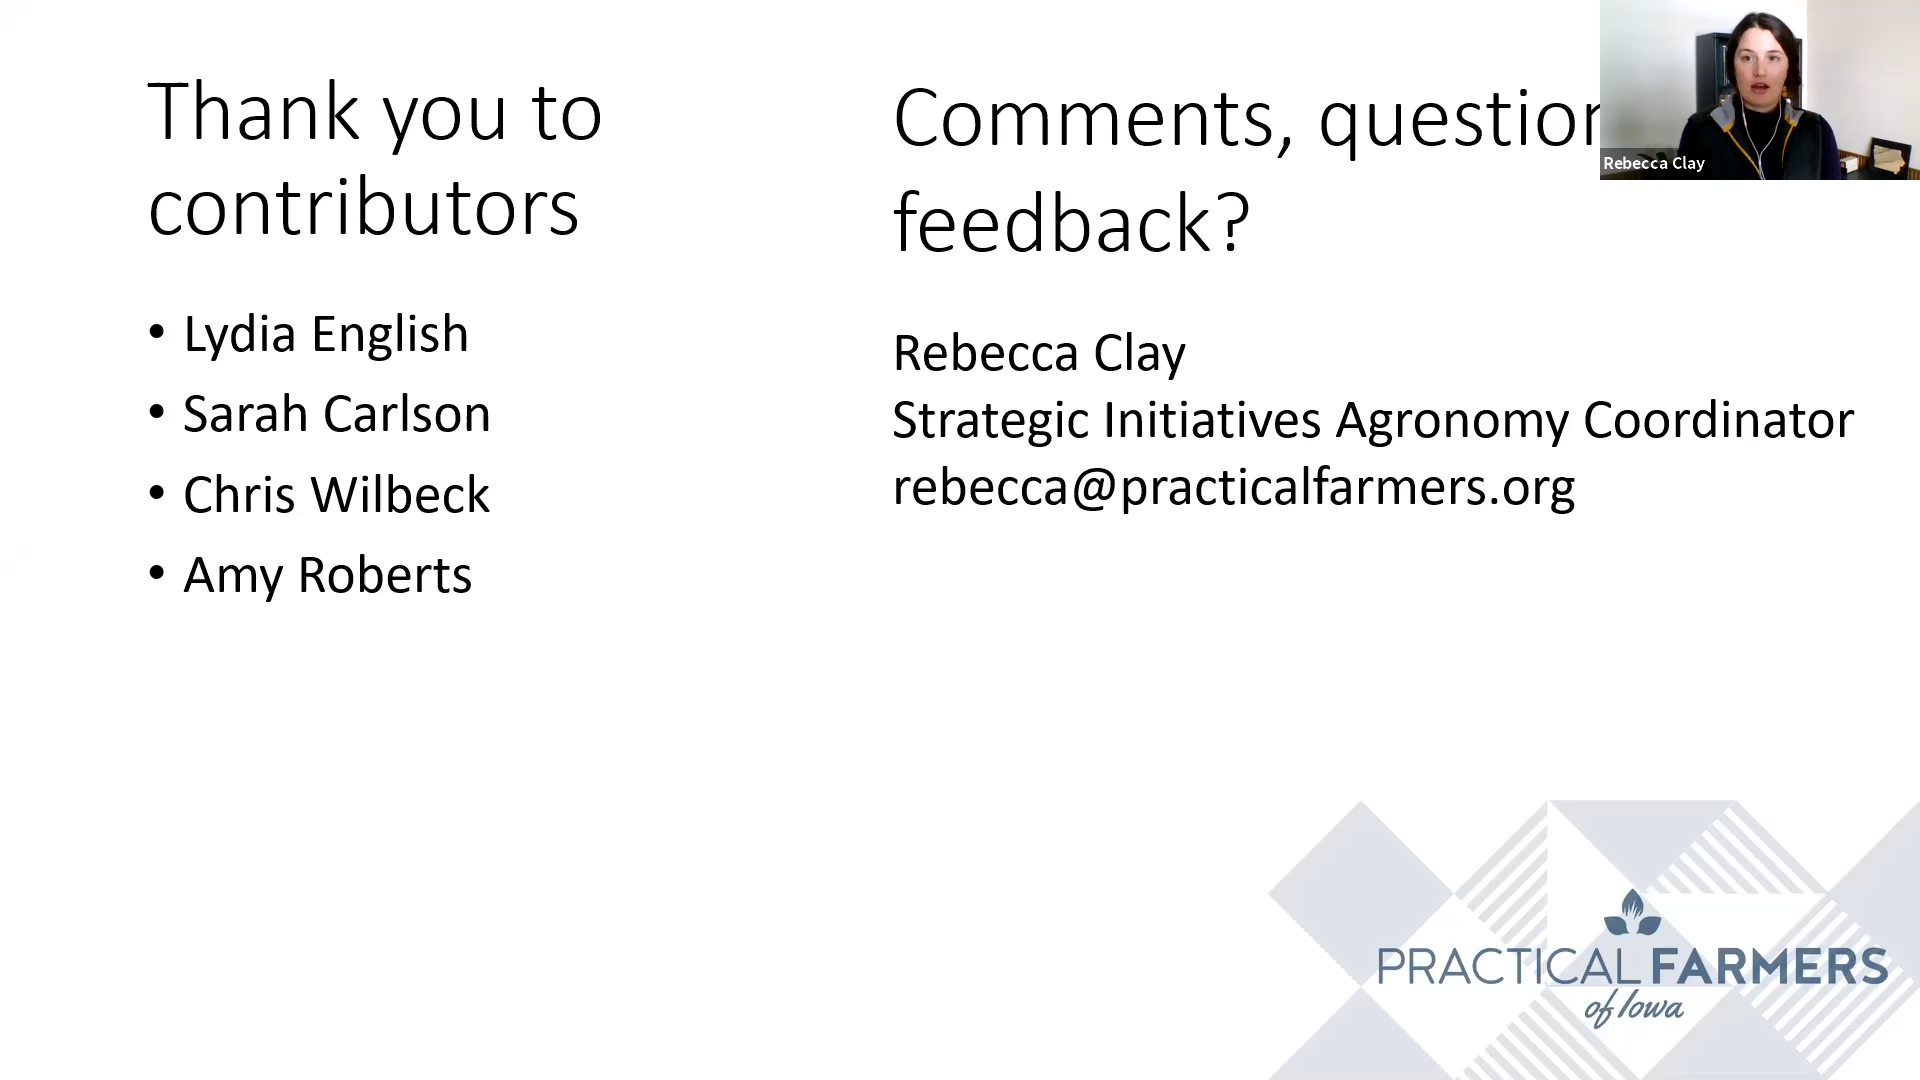 Thank you to
contributors
• Lydia English
• Sarah Carlson
• Chris Wilbeck
• Amy Roberts
Comments, question
feedback?
Rebecca Clay
Strategic Initiatives Agronomy Coordinator
rebecca@practicalfarmers.org
Rebecca Clay
PRACTICAL FARMERS
of Iowa